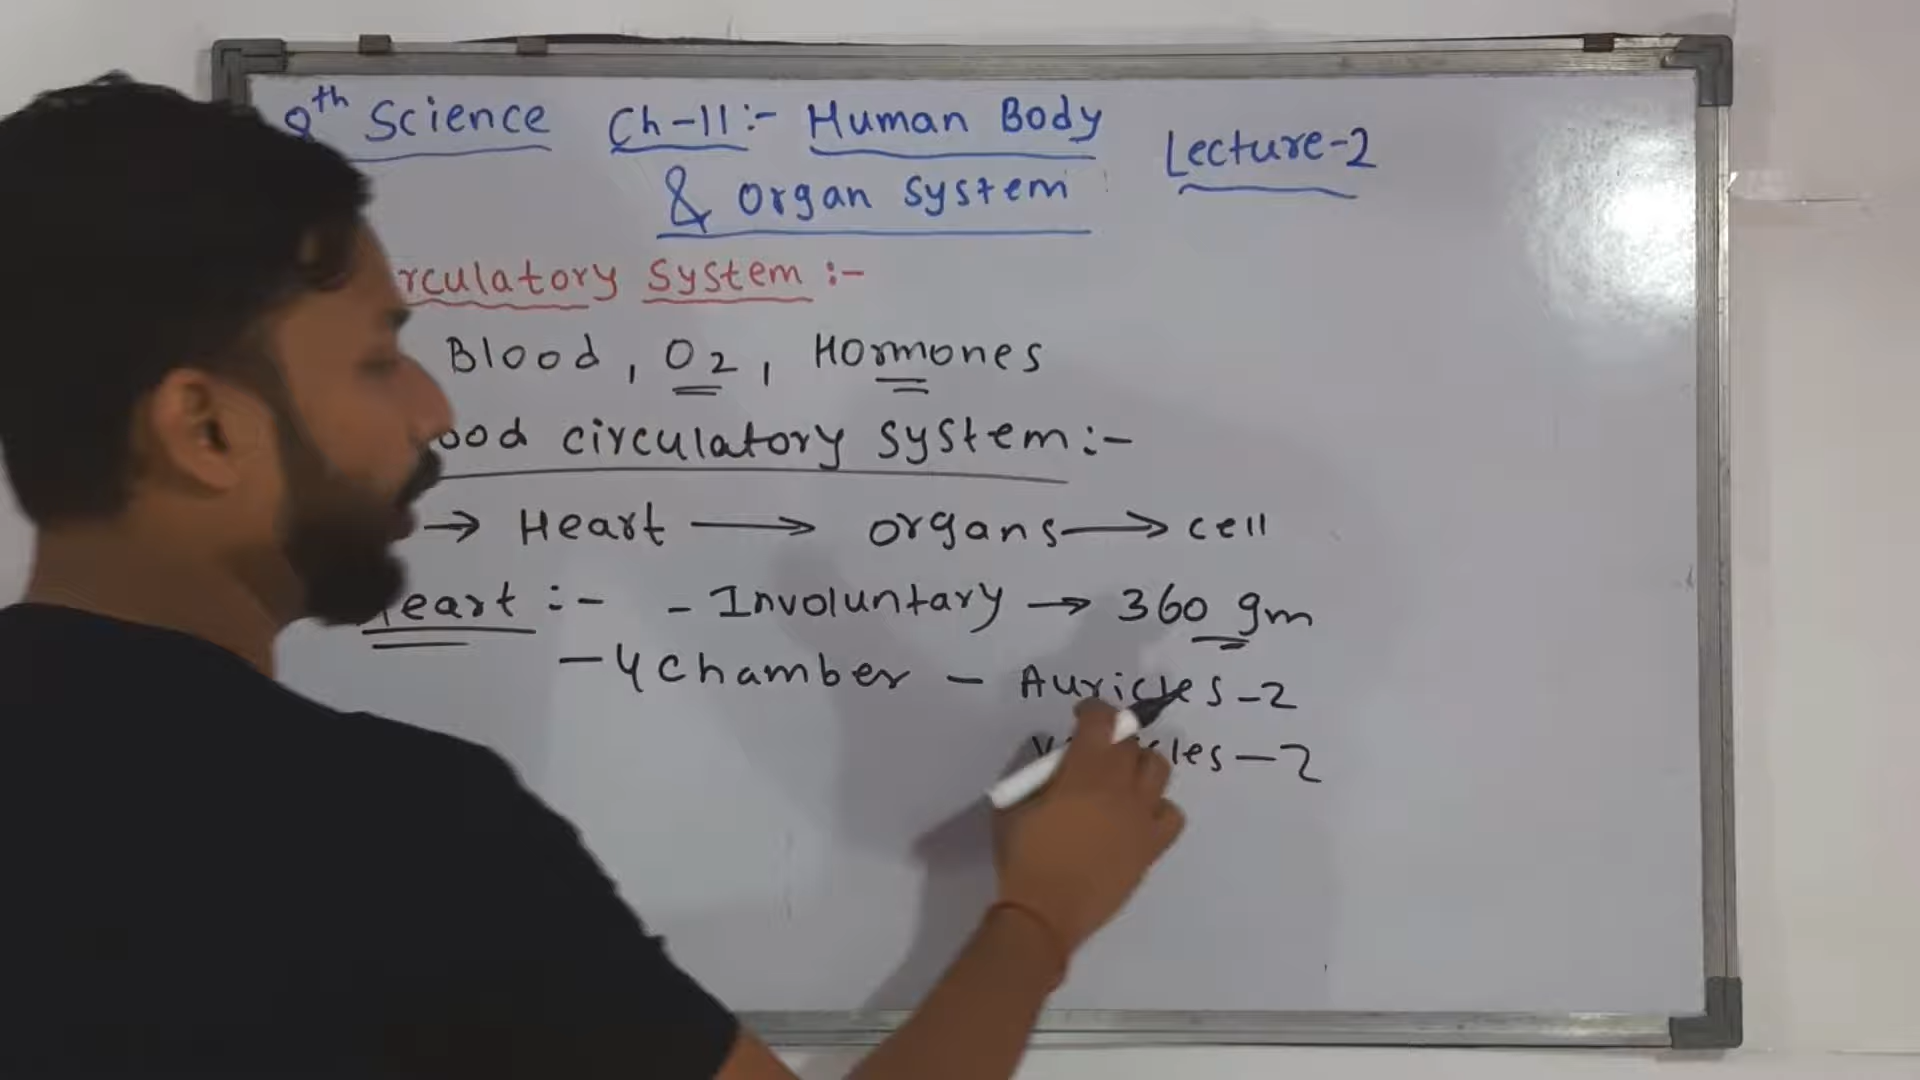 8th Science Ch-11:- Human Body
& Organ System
Lecture-2
rculatory System :-
Blood, O2, Hormones
ood circulatory system:-
→ Heart → organs → cell
eart :- - Involuntary → 360 gm
- 4 chamber - Auricles-2
les-2